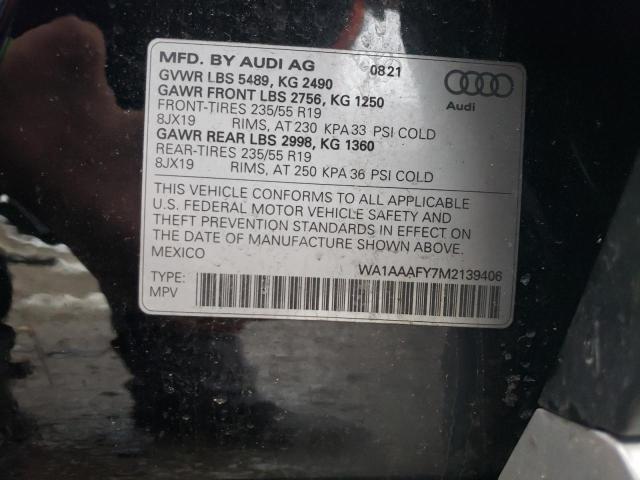 MFD. BY AUDI AG 0821
GVWR LBS 5489, KG 2490
GAWR FRONT LBS 2756, KG 1250
FRONT-TIRES 235/55 R19
8JX19 RIMS, AT 230 KPA 33 PSI COLD
GAWR REAR LBS 2998, KG 1360
REAR-TIRES 235/55 R19
8JX19 RIMS, AT 250 KPA 36 PSI COLD
Audi
THIS VEHICLE CONFORMS TO ALL APPLICABLE
U.S. FEDERAL MOTOR VEHICLE SAFETY AND
THEFT PREVENTION STANDARDS IN EFFECT ON
THE DATE OF MANUFACTURE SHOWN ABOVE.
MEXICO
WA1AAAFY7M2139406
TYPE:
MPV